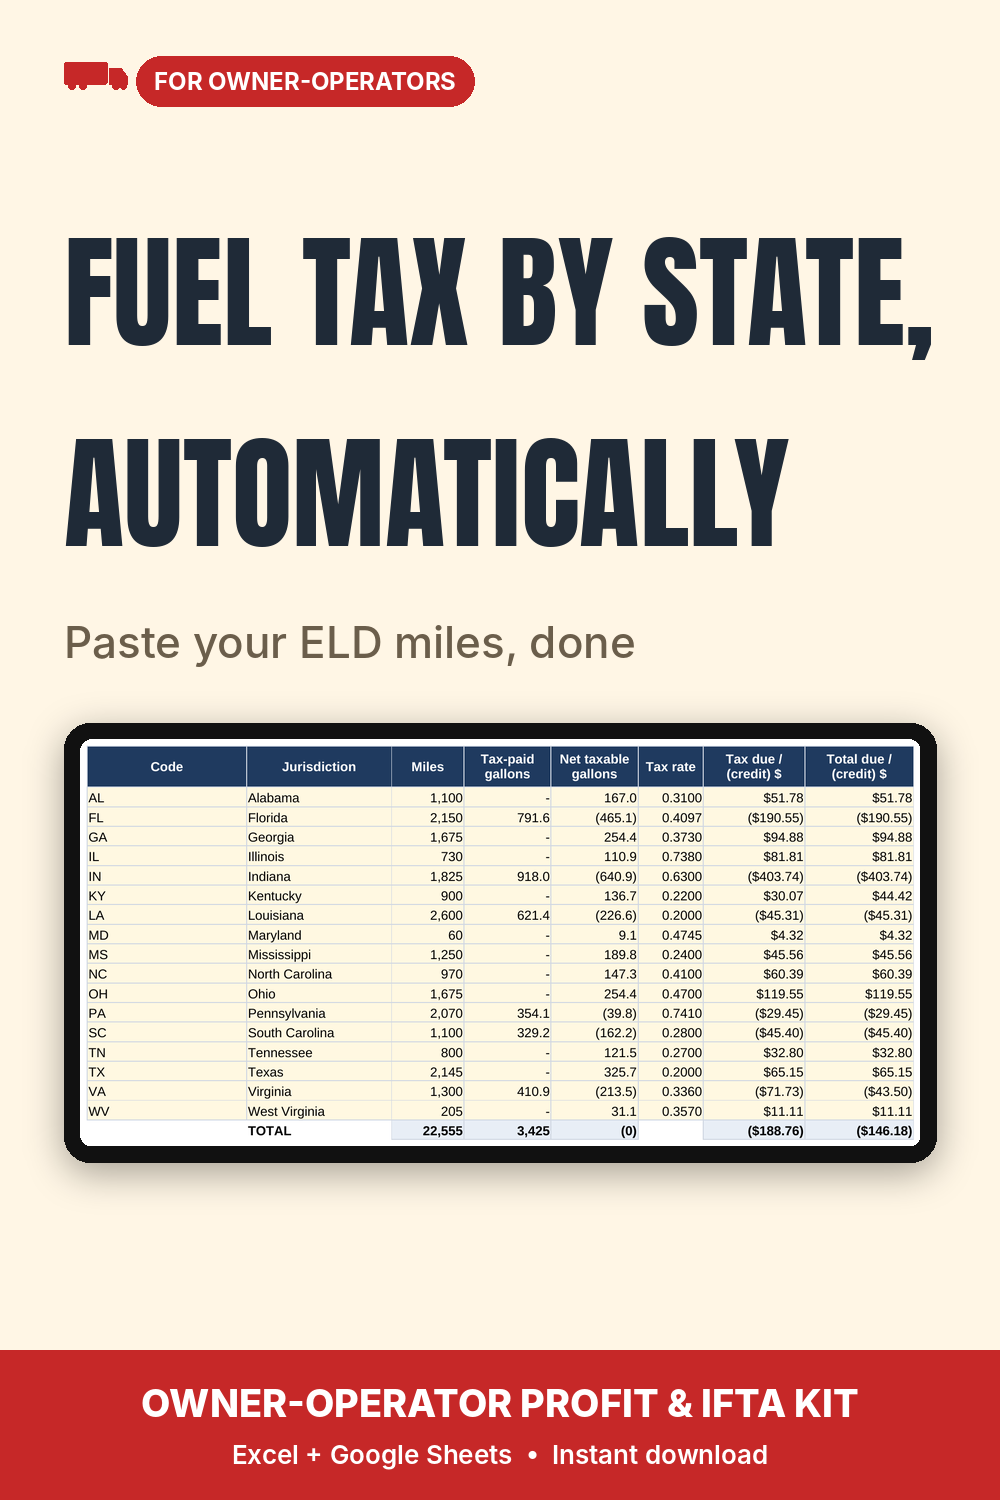 FOR OWNER-OPERATORS
FUEL TAX BY STATE,
AUTOMATICALLY
Paste your ELD miles, done
Code Jurisdiction Miles Tax-paid gallons Net taxable gallons Tax rate Tax due / (credit) $ Total due / (credit) $
AL Alabama 1,100 - 167.0 0.3100 $51.78 $51.78
FL Florida 2,150 791.6 (465.1) 0.4097 ($190.55) ($190.55)
GA Georgia 1,675 - 254.4 0.3730 $94.88 $94.88
IL Illinois 730 - 110.9 0.7380 $81.81 $81.81
IN Indiana 1,825 918.0 (640.9) 0.6300 ($403.74) ($403.74)
KY Kentucky 900 - 136.7 0.2200 $30.07 $44.42
LA Louisiana 2,600 621.4 (226.6) 0.2000 ($45.31) ($45.31)
MD Maryland 60 - 9.1 0.4745 $4.32 $4.32
MS Mississippi 1,250 - 189.8 0.2400 $45.56 $45.56
NC North Carolina 970 - 147.3 0.4100 $60.39 $60.39
OH Ohio 1,675 - 254.4 0.4700 $119.55 $119.55
PA Pennsylvania 2,070 354.1 (39.8) 0.7410 ($29.45) ($29.45)
SC South Carolina 1,100 329.2 (162.2) 0.2800 ($45.40) ($45.40)
TN Tennessee 800 - 121.5 0.2700 $32.80 $32.80
TX Texas 2,145 - 325.7 0.2000 $65.15 $65.15
VA Virginia 1,300 410.9 (213.5) 0.3360 ($71.73) ($43.50)
WV West Virginia 205 - 31.1 0.3570 $11.11 $11.11
TOTAL 22,555 3,425 (0) ($188.76) ($146.18)
OWNER-OPERATOR PROFIT & IFTA KIT
Excel + Google Sheets • Instant download